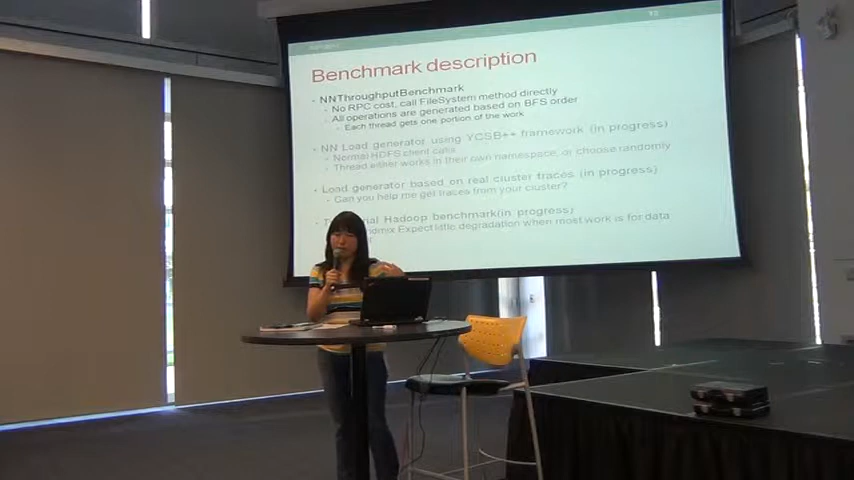 Benchmark description
• NNThroughputBenchmark
- No RPC cost, call FileSystem method directly
- All operations are generated based on BFS order
- Each thread gets one portion of the work
• NN Load generator using YCSB++ framework (in progress)
- Normal HDFS client calls
- Thread either works in their own namespace, or choose randomly
• Load generator based on real cluster traces (in progress)
- Can you help me get traces from your cluster?
Hadoop benchmark(in progress)
Expect little degradation when most work is for data